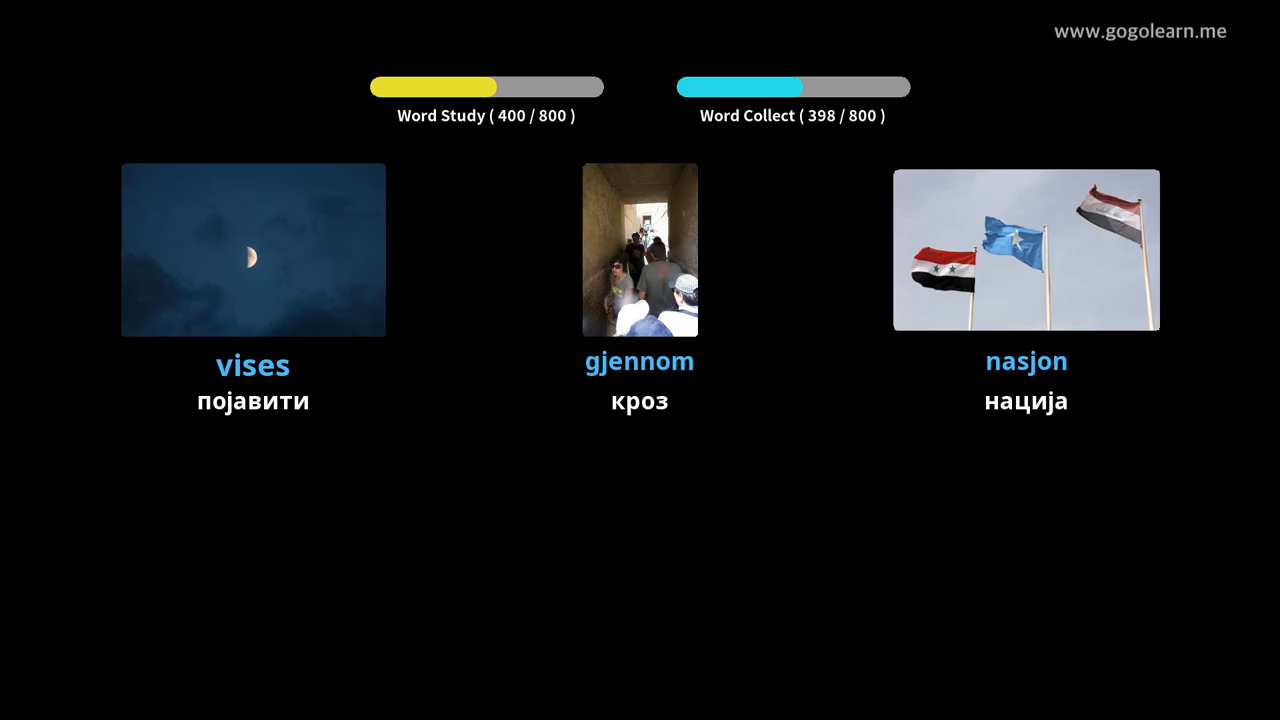 www.gogolearn.me
Word Study ( 400 / 800 )
Word Collect ( 398 / 800 )
vises
појавити
gjennom
кроз
nasjon
нација